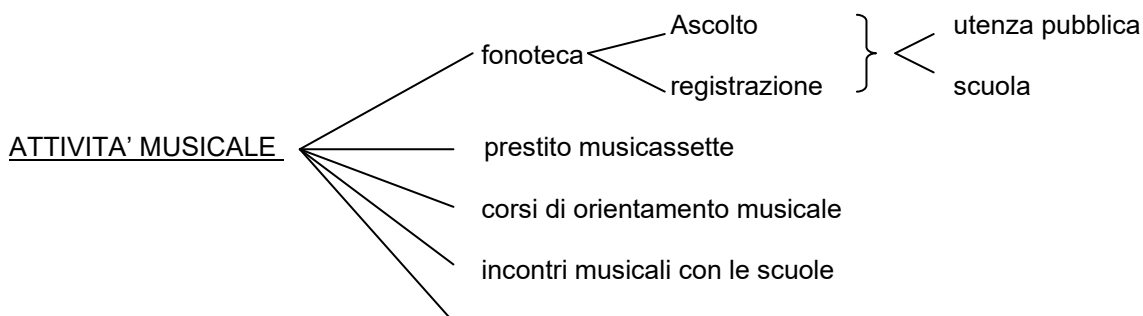 Ascolto
utenza pubblica
fonoteca
registrazione
scuola
ATTIVITA’ MUSICALE
prestito musicassette
corsi di orientamento musicale
incontri musicali con le scuole